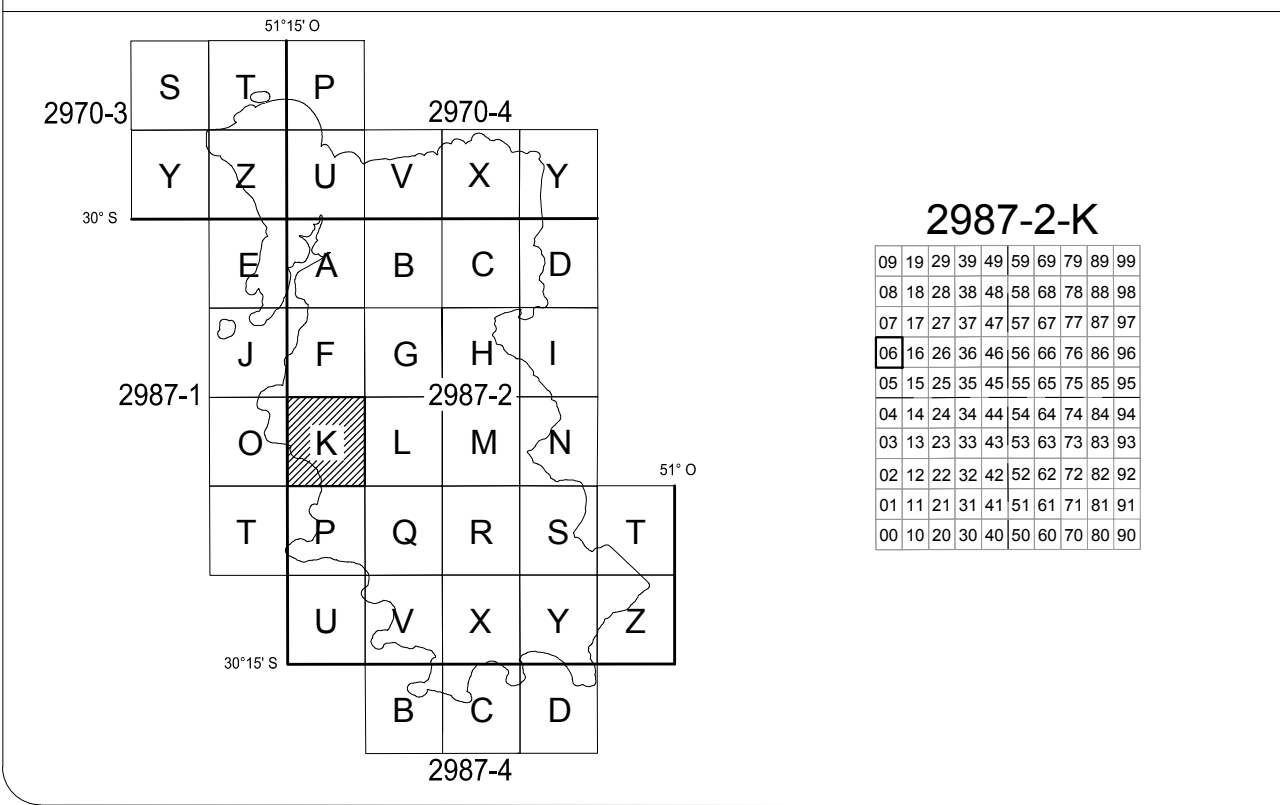 51°15' O
S T P
2970-3 2970-4
Y Z U V X Y
30° S
E A B C D
J F G H I
2987-1 2987-2
O K L M N
51° O
T P Q R S T
U V X Y Z
30°15' S
B C D
2987-4
2987-2-K
09 19 29 39 49 59 69 79 89 99
08 18 28 38 48 58 68 78 88 98
07 17 27 37 47 57 67 77 87 97
06 16 26 36 46 56 66 76 86 96
05 15 25 35 45 55 65 75 85 95
04 14 24 34 44 54 64 74 84 94
03 13 23 33 43 53 63 73 83 93
02 12 22 32 42 52 62 72 82 92
01 11 21 31 41 51 61 71 81 91
00 10 20 30 40 50 60 70 80 90